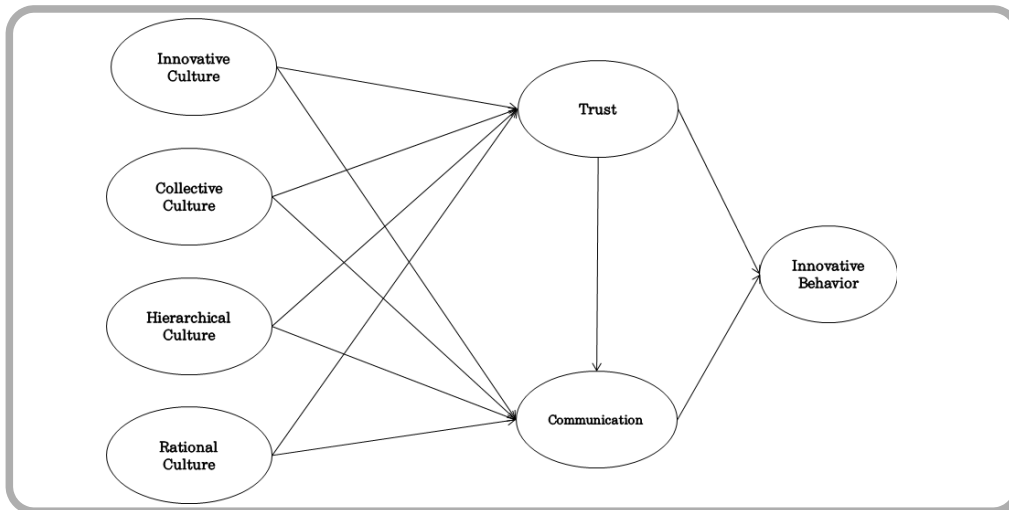 Innovative
Culture
Collective
Culture
Hierarchical
Culture
Rational
Culture
Trust
Communication
Innovative
Behavior